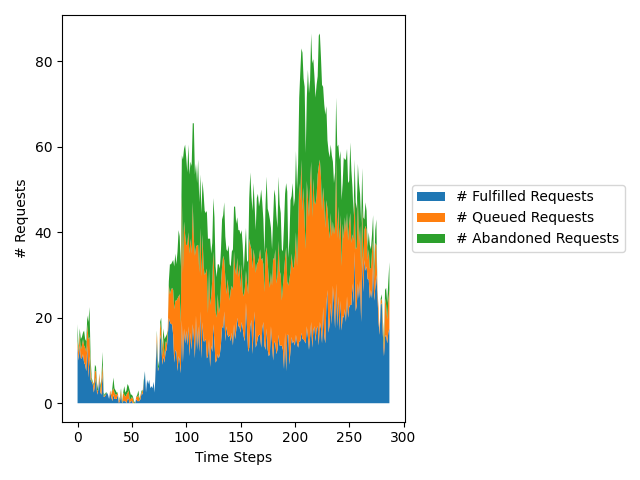 80
60
40
20
0
# Requests
0 50 100 150 200 250 300
Time Steps
# Fulfilled Requests
# Queued Requests
# Abandoned Requests